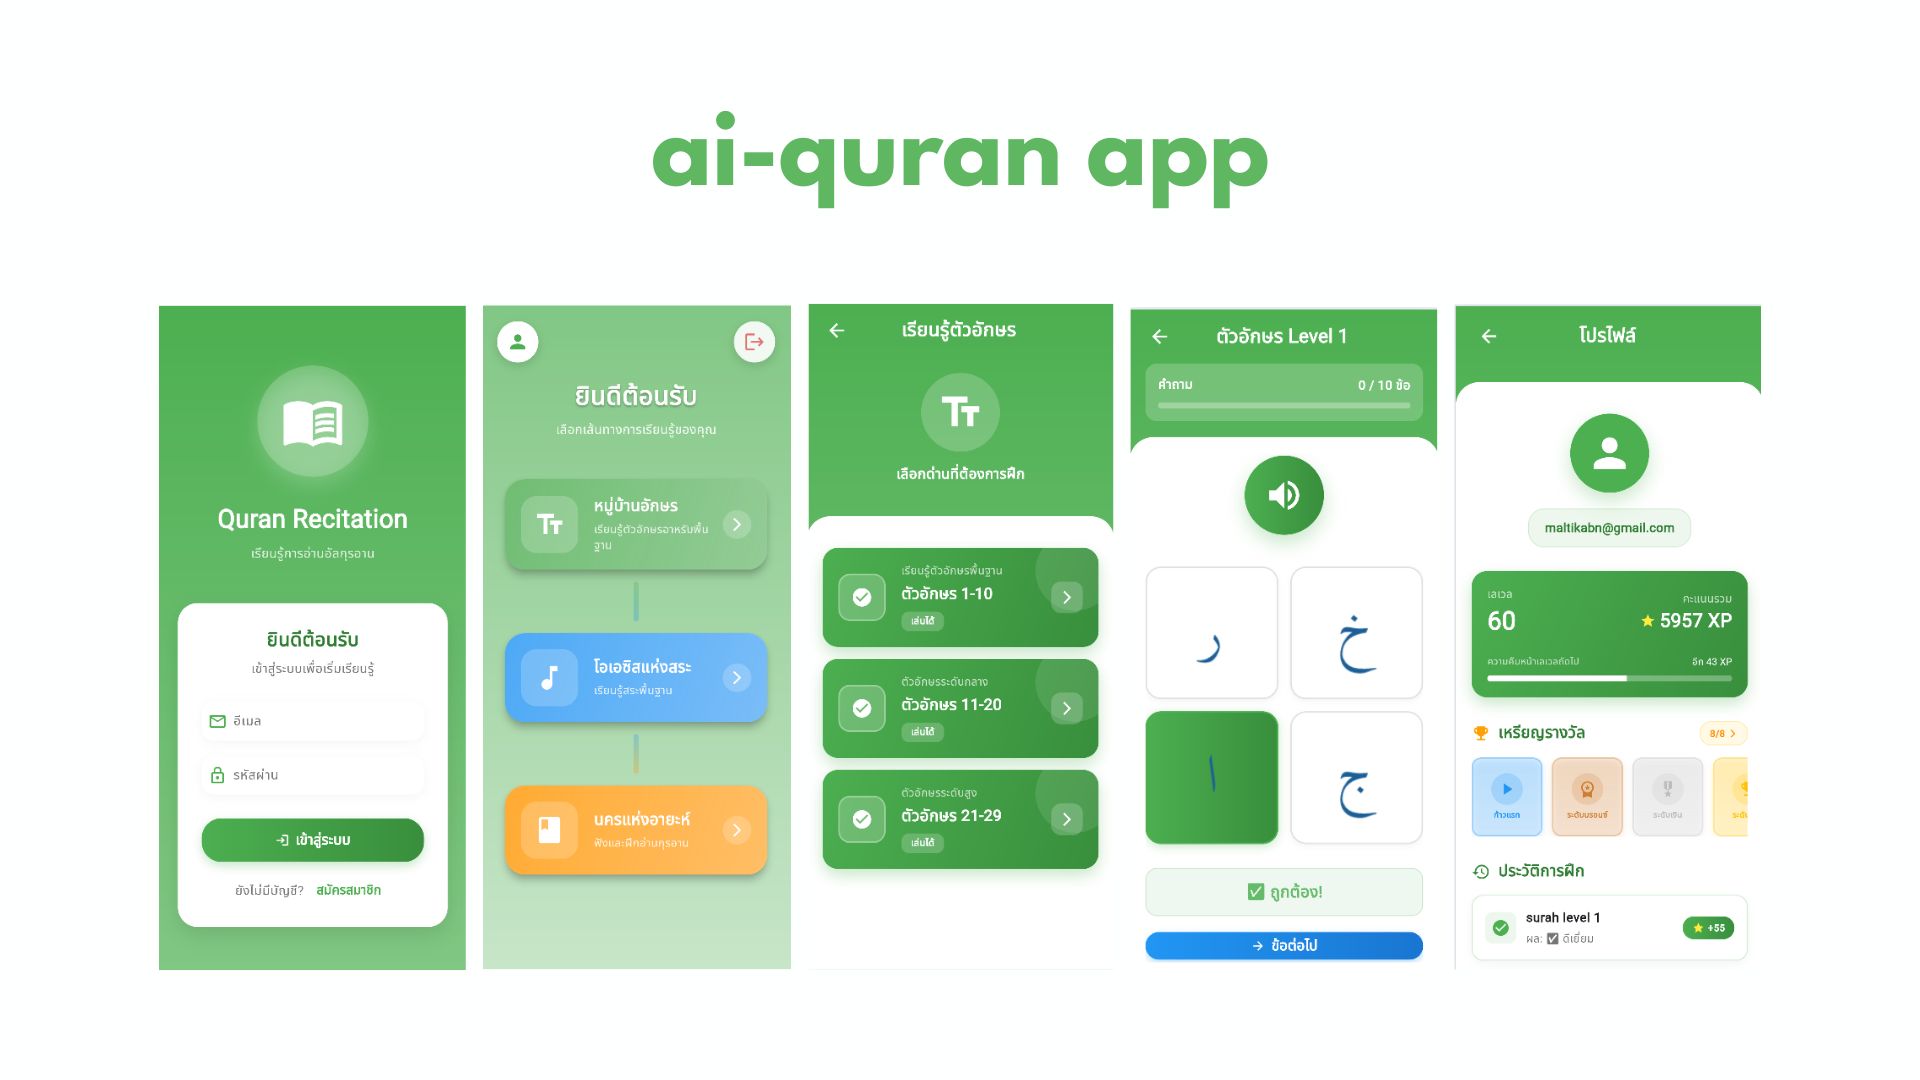 ai-quran app
Quran Recitation
เรียนรู้การอ่านอัลกุรอาน
ยินดีต้อนรับ
เข้าสู่ระบบเพื่อเริ่มเรียนรู้
อีเมล
รหัสผ่าน
เข้าสู่ระบบ
ยังไม่มีบัญชี? สมัครสมาชิก
ยินดีต้อนรับ
เลือกเส้นทางการเรียนรู้ของคุณ
หมู่บ้านอักษร
เรียนรู้ตัวอักษรอาหรับพื้น
ฐาน
โอเอซิสแห่งสระ
เรียนรู้สระพื้นฐาน
นครแห่งอายะห์
ฟังและฝึกอ่านกุรอาน
เรียนรู้ตัวอักษร
เลือกด่านที่ต้องการฝึก
เรียนรู้ตัวอักษรพื้นฐาน
ตัวอักษร 1-10
เล่นได้
ตัวอักษรระดับกลาง
ตัวอักษร 11-20
เล่นได้
ตัวอักษรระดับสูง
ตัวอักษร 21-29
เล่นได้
ตัวอักษร Level 1
คำถาม 0 / 10 ข้อ
ر خ
ا ج
✅ ถูกต้อง!
ข้อต่อไป
โปรไฟล์
maltikabn@gmail.com
เลเวล คะแนนรวม
60 5957 XP
ความคืบหน้าเลเวลถัดไป อีก 43 XP
เหรียญรางวัล 8/8
ก้าวแรก ระดับบรอนซ์ ระดับเงิน
ประวัติการฝึก
surah level 1
ผล: ✅ ดีเยี่ยม
+55